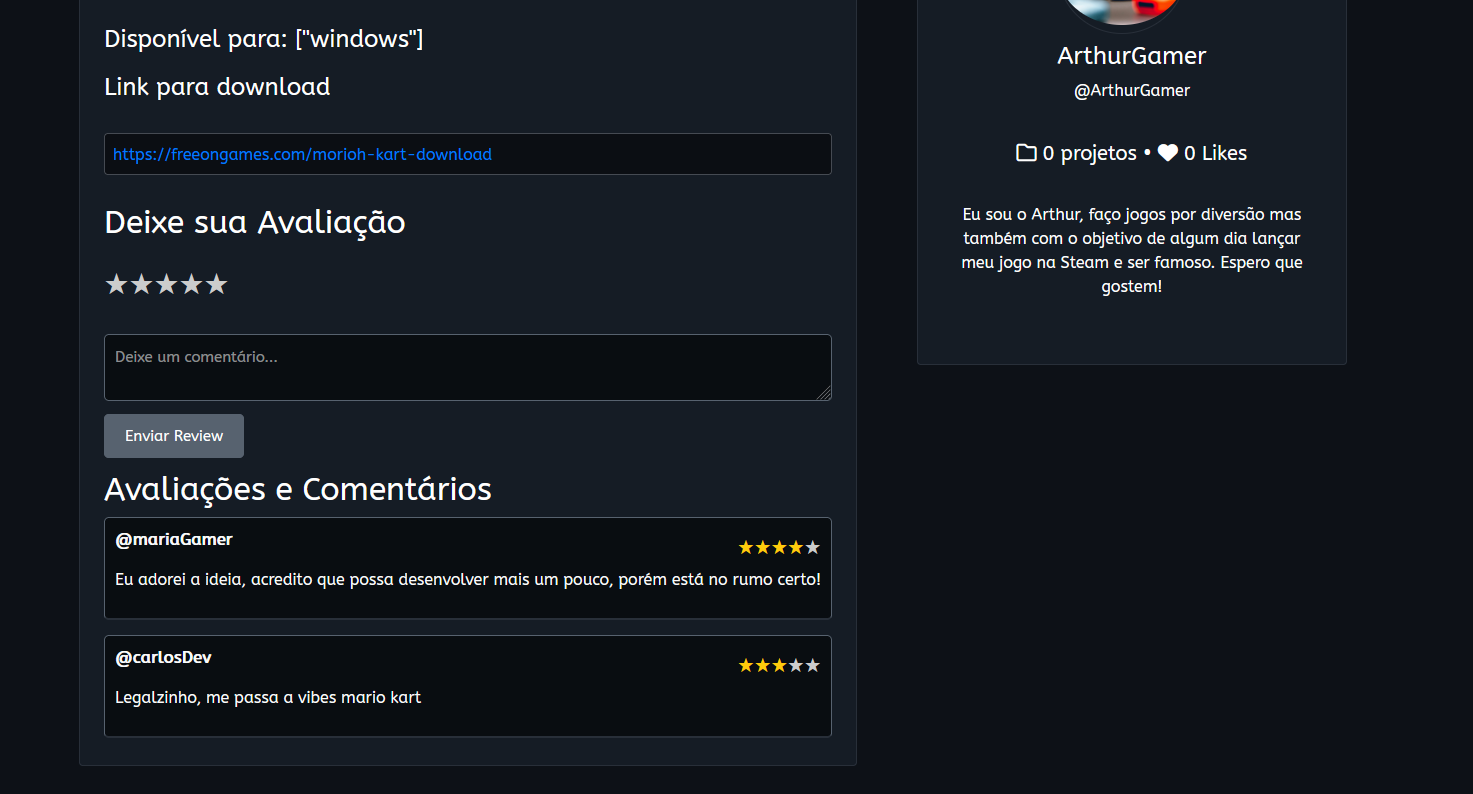 Disponível para: ["windows"]
Link para download
https://freeongames.com/morioh-kart-download
Deixe sua Avaliação
★★★★★
Deixe um comentário...
Enviar Review
Avaliações e Comentários
@mariaGamer
★★★★★
Eu adorei a ideia, acredito que possa desenvolver mais um pouco, porém está no rumo certo!
@carlosDev
★★★★★
Legalzinho, me passa a vibes mario kart
ArthurGamer
@ArthurGamer
0 projetos • 0 Likes
Eu sou o Arthur, faço jogos por diversão mas
também com o objetivo de algum dia lançar
meu jogo na Steam e ser famoso. Espero que
gostem!